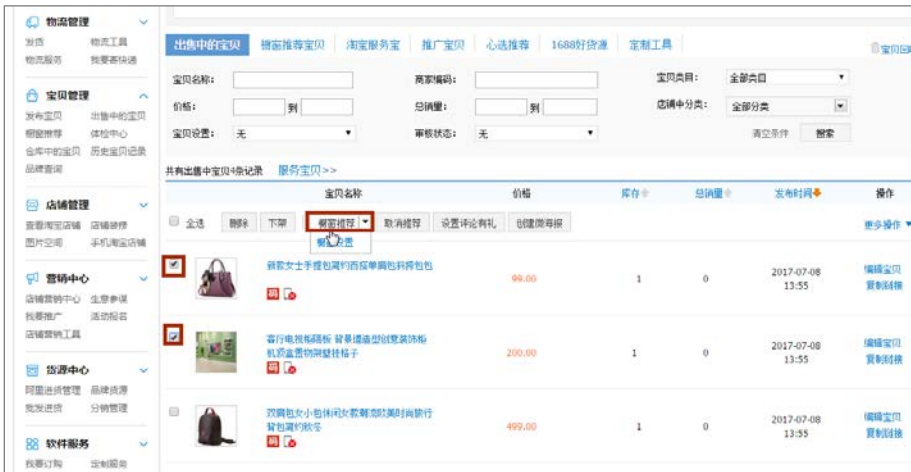 物流管理
发货 物流工具
物流服务 我要寄快递
宝贝管理
发布宝贝 出售中的宝贝
橱窗推荐 体检中心
仓库中的宝贝 历史宝贝记录
品牌查询
店铺管理
查看淘宝店铺 店铺装修
图片空间 手机淘宝店铺
营销中心
店铺营销中心 生意参谋
我要推广 活动报名
店铺营销工具
货源中心
阿里进货管理 品牌货源
批发进货 分销管理
软件服务
我要订购 定制服务
出售中的宝贝 橱窗推荐宝贝 淘宝服务宝 推广宝贝 心选推荐 1688好货源 定制工具
宝贝回
宝贝名称： 商家编码： 宝贝类目： 全部类目
价格： 到 总销量： 到 店铺中分类： 全部分类
宝贝设置： 无 审核状态： 无 清空条件 搜索
共有出售中宝贝4条记录 服务宝贝>>
宝贝名称 价格 库存 总销量 发布时间 操作
全选 删除 下架 橱窗推荐 取消推荐 设置评论有礼 创建微海报 更多操作
橱窗设置
新款女士手提包简约百搭单肩包斜挎包包 99.00 1 0 2017-07-08 13:55 编辑宝贝 复制链接
码
客厅电视柜隔板 背景墙造型创意装饰柜
机顶盒置物架壁挂格子 200.00 1 0 2017-07-08 13:55 编辑宝贝 复制链接
码
双肩包女小包休闲女款潮流欧美时尚旅行
背包简约秋冬 499.00 1 0 2017-07-08 13:55 编辑宝贝 复制链接
码